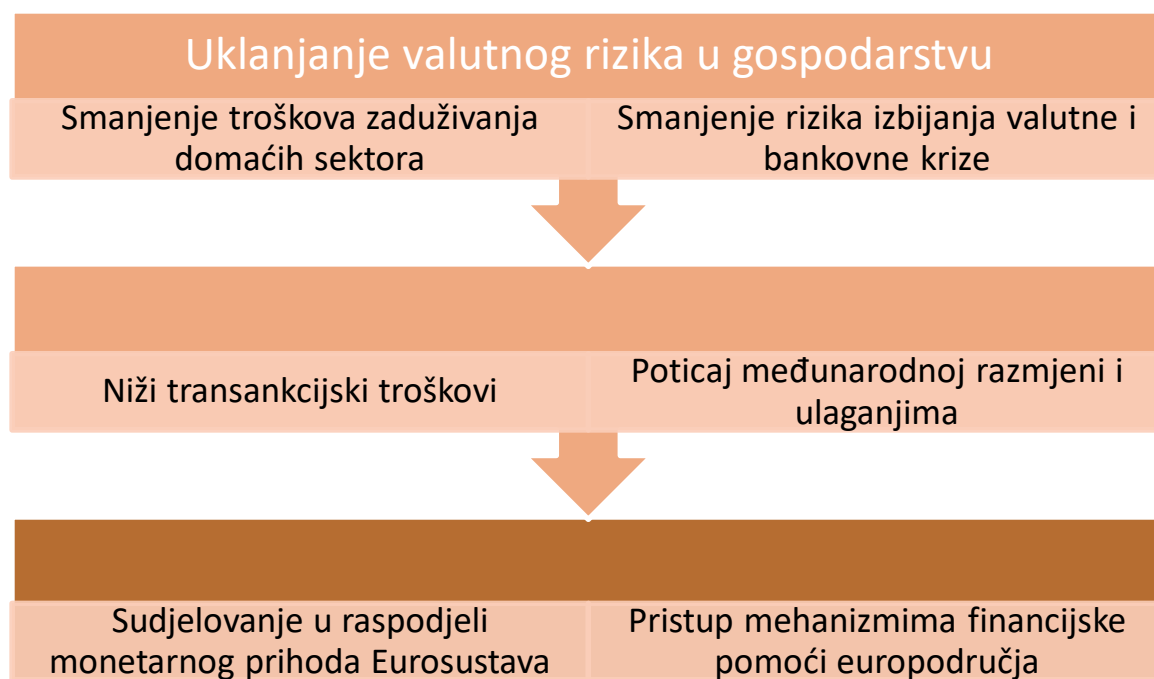 Uklanjanje valutnog rizika u gospodarstvu
Smanjenje troškova zaduživanja
domaćih sektora
Smanjenje rizika izbijanja valutne i
bankovne krize
Niži transankcijski troškovi
Poticaj međunarodnoj razmjeni i
ulaganjima
Sudjelovanje u raspodjeli
monetarnog prihoda Eurosustava
Pristup mehanizmima financijske
pomoći europodručja